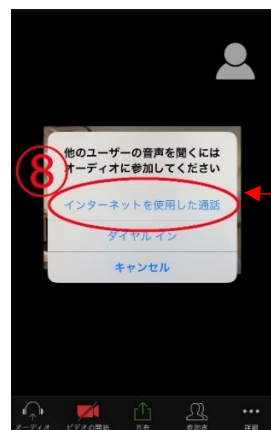 ⑧
他のユーザーの音声を聞くには
オーディオに参加してください
インターネットを使用した通話
ダイヤル イン
キャンセル
オーディオ ビデオの開始 共有 参加者 詳細